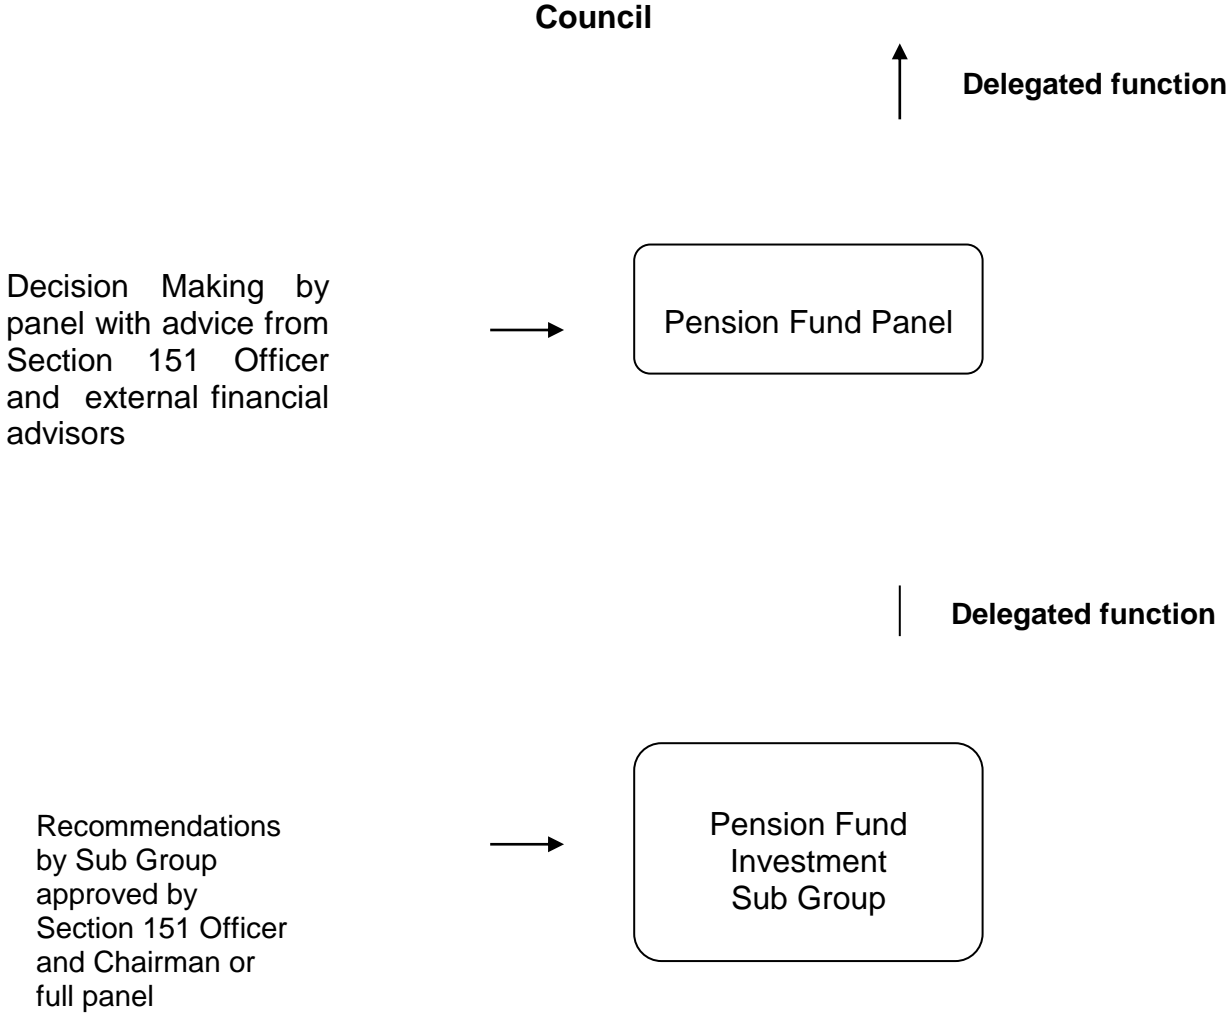 Council
Delegated function
Decision Making by
panel with advice from
Section 151 Officer
and external financial
advisors
Pension Fund Panel
Delegated function
Recommendations
by Sub Group
approved by
Section 151 Officer
and Chairman or
full panel
Pension Fund
Investment
Sub Group